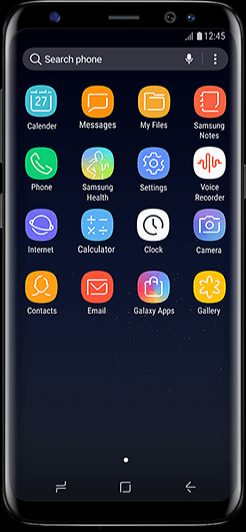 12:45
Search phone
27
Calender
Messages
My Files
Samsung
Notes
Phone
Samsung
Health
Settings
Voice
Recorder
Internet
Calculator
Clock
Camera
Contacts
Email
Galaxy Apps
Gallery